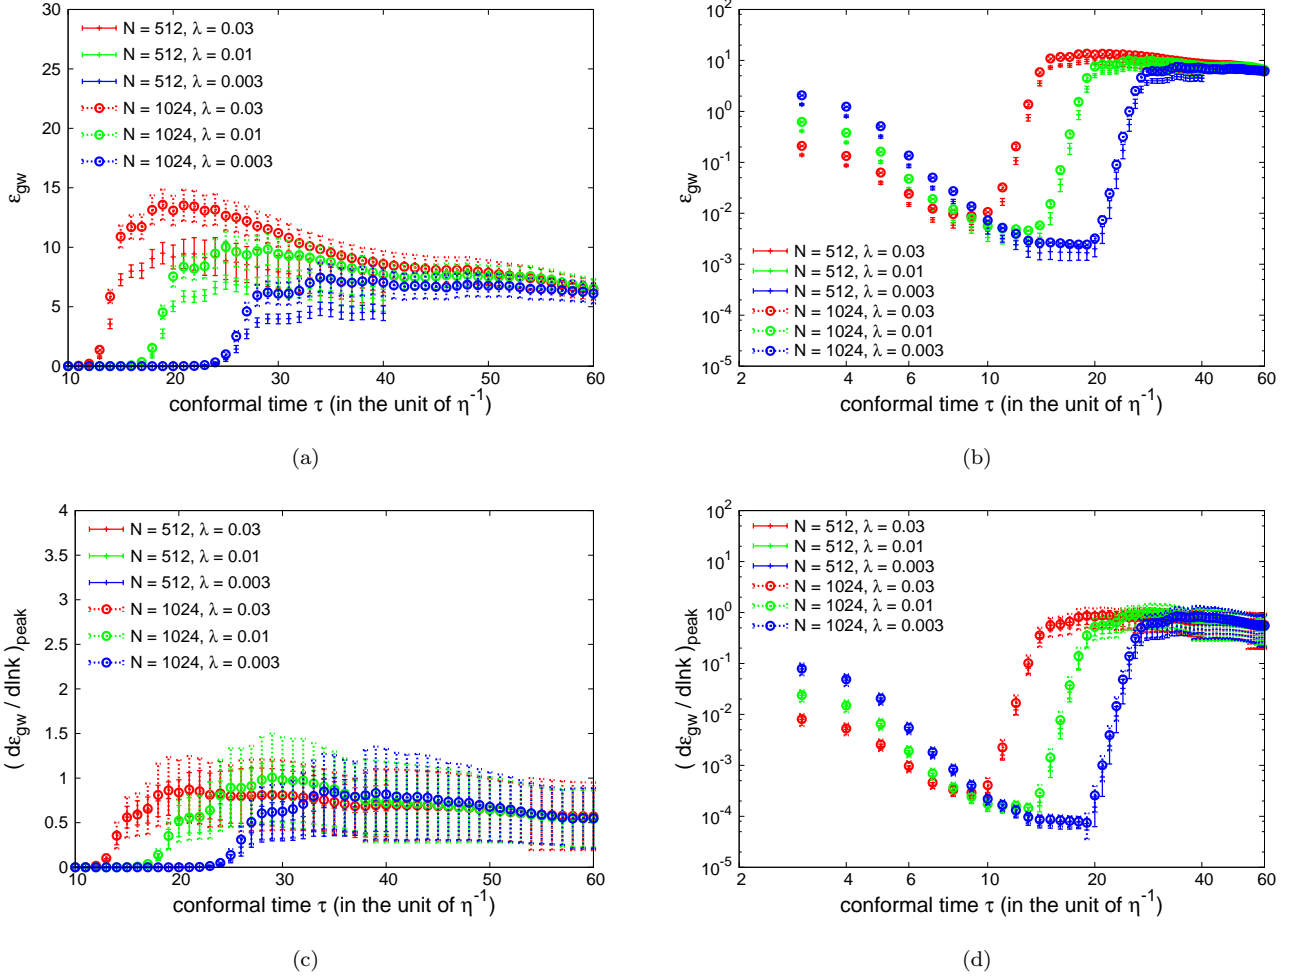 30
25
20
15
10
5
0
10
20
30
40
50
60
ε_gw
conformal time τ (in the unit of η^-1)
N = 512, λ = 0.03
N = 512, λ = 0.01
N = 512, λ = 0.003
N = 1024, λ = 0.03
N = 1024, λ = 0.01
N = 1024, λ = 0.003
(a)
10^2
10^1
10^0
10^-1
10^-2
10^-3
10^-4
10^-5
2
4
6
10
20
40
60
ε_gw
conformal time τ (in the unit of η^-1)
N = 512, λ = 0.03
N = 512, λ = 0.01
N = 512, λ = 0.003
N = 1024, λ = 0.03
N = 1024, λ = 0.01
N = 1024, λ = 0.003
(b)
4
3.5
3
2.5
2
1.5
1
0.5
0
10
20
30
40
50
60
( dε_gw / dlnk )_peak
conformal time τ (in the unit of η^-1)
N = 512, λ = 0.03
N = 512, λ = 0.01
N = 512, λ = 0.003
N = 1024, λ = 0.03
N = 1024, λ = 0.01
N = 1024, λ = 0.003
(c)
10^2
10^1
10^0
10^-1
10^-2
10^-3
10^-4
10^-5
2
4
6
10
20
40
60
( dε_gw / dlnk )_peak
conformal time τ (in the unit of η^-1)
N = 512, λ = 0.03
N = 512, λ = 0.01
N = 512, λ = 0.003
N = 1024, λ = 0.03
N = 1024, λ = 0.01
N = 1024, λ = 0.003
(d)